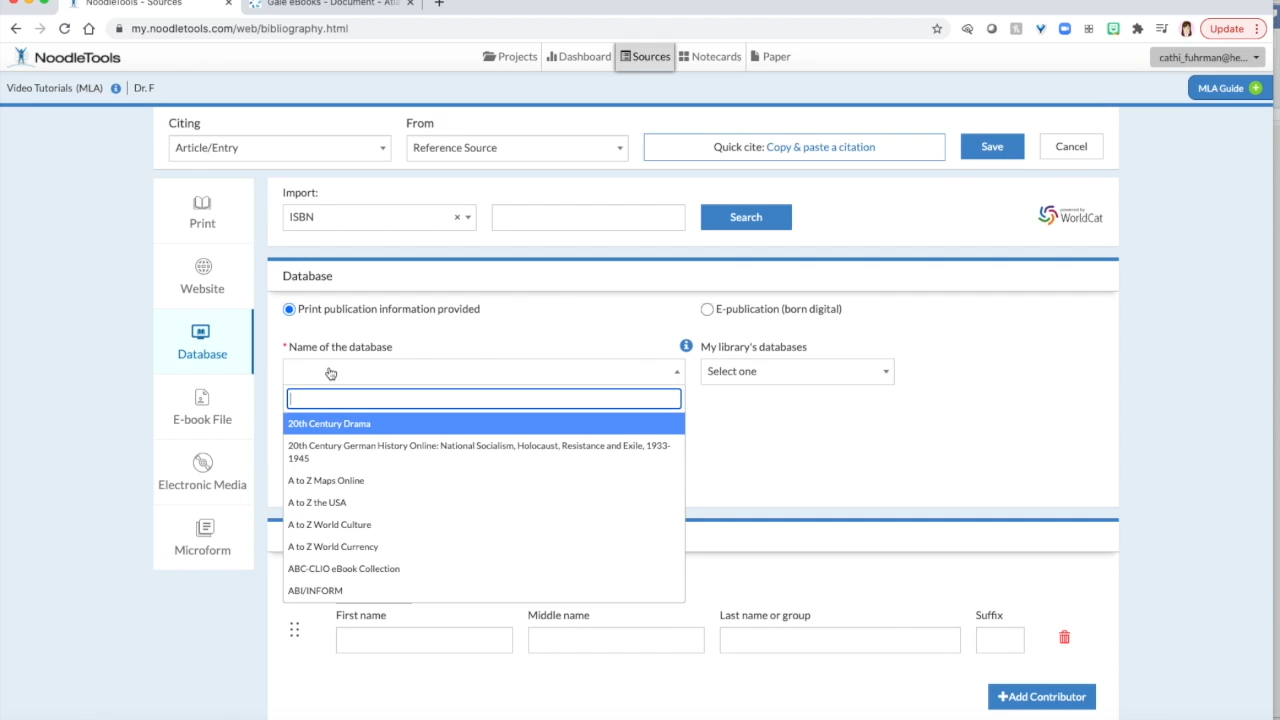 NoodleTools - Sources
Gale eBooks - Document - Atla
my.noodletools.com/web/bibliography.html
Update
NoodleTools
Projects
Dashboard
Sources
Notecards
Paper
cathi_fuhrman@he...
Video Tutorials (MLA)
Dr. F
MLA Guide
Citing
From
Article/Entry
Reference Source
Quick cite: Copy & paste a citation
Save
Cancel
Print
Website
Database
E-book File
Electronic Media
Microform
Import:
ISBN
Search
powered by
WorldCat
Database
Print publication information provided
E-publication (born digital)
* Name of the database
My library's databases
Select one
20th Century Drama
20th Century German History Online: National Socialism, Holocaust, Resistance and Exile, 1933-
1945
A to Z Maps Online
A to Z the USA
A to Z World Culture
A to Z World Currency
ABC-CLIO eBook Collection
ABI/INFORM
First name
Middle name
Last name or group
Suffix
Add Contributor